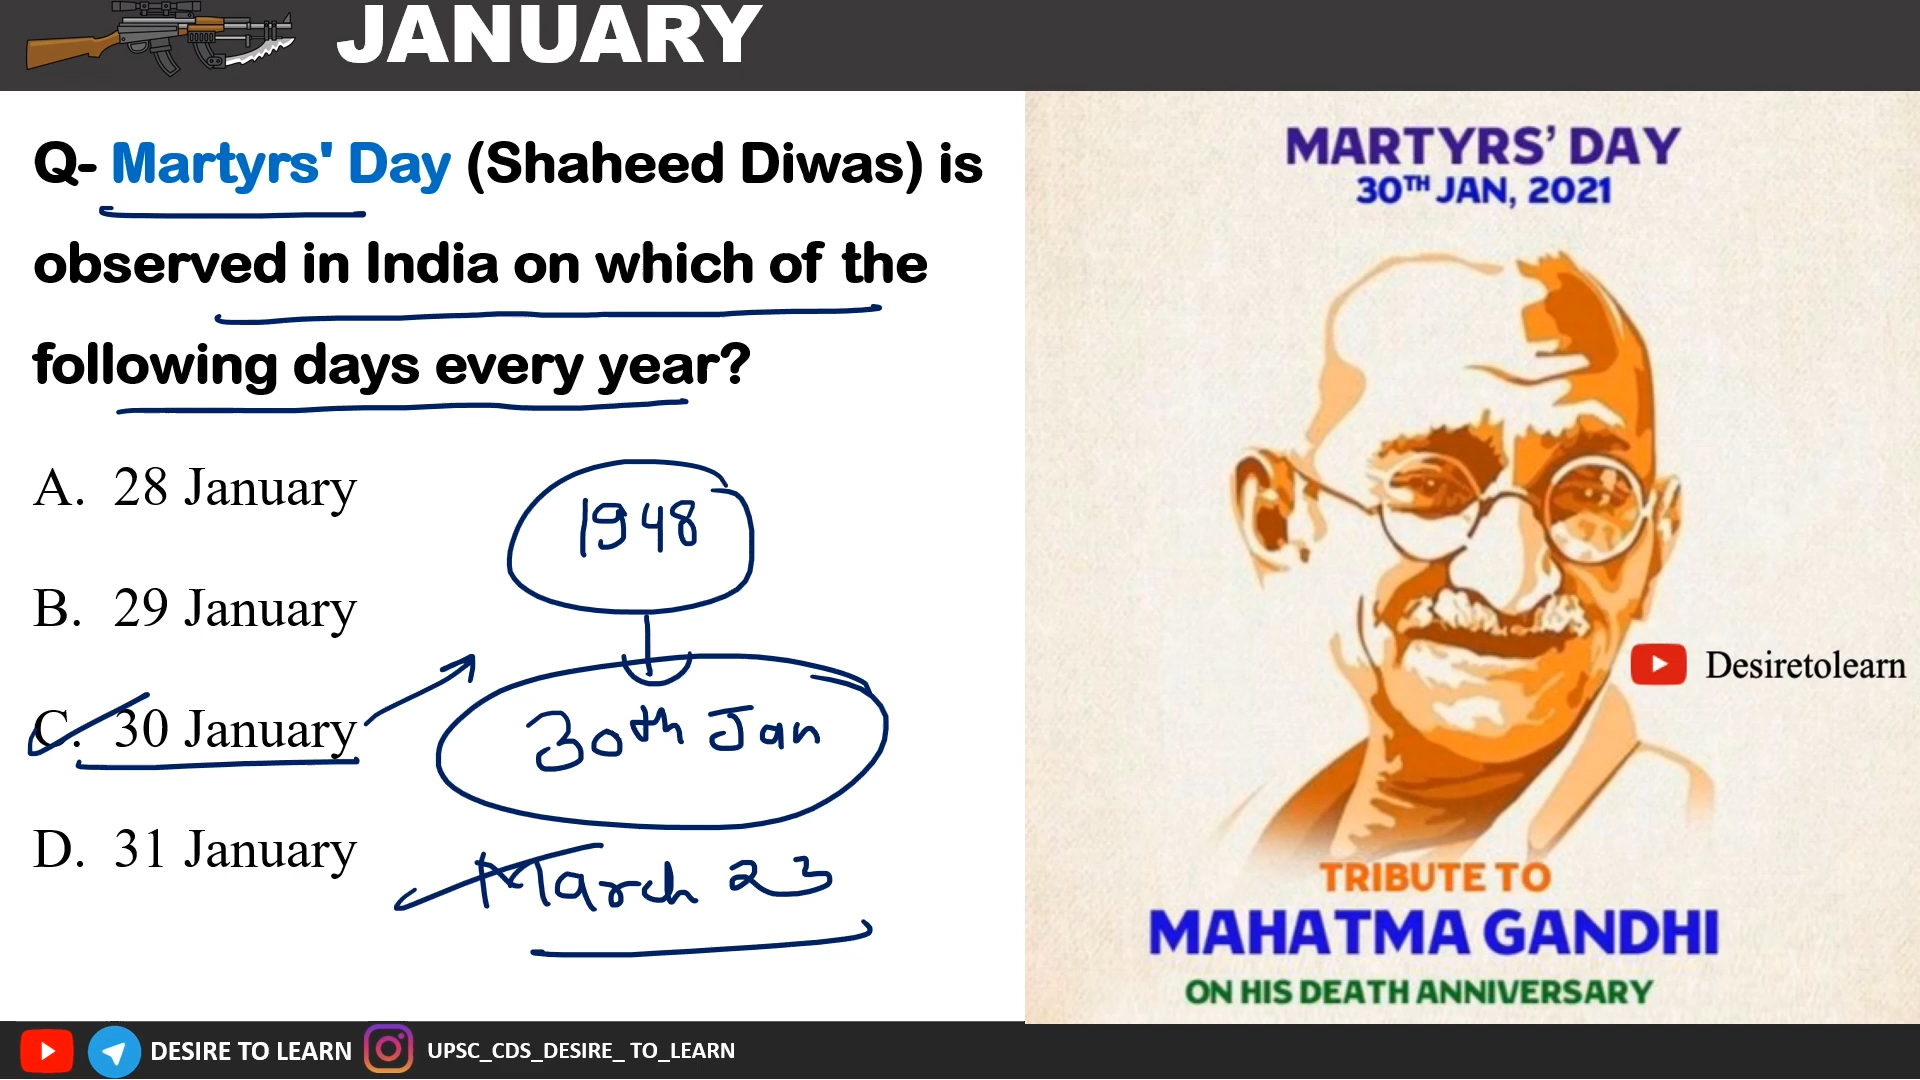 JANUARY
Q- Martyrs' Day (Shaheed Diwas) is
observed in India on which of the
following days every year?
A. 28 January
B. 29 January
C. 30 January
D. 31 January
1948
30th Jan
March 23
MARTYRS' DAY
30TH JAN, 2021
Desiretolearn
TRIBUTE TO
MAHATMA GANDHI
ON HIS DEATH ANNIVERSARY
DESIRE TO LEARN
UPSC_CDS_DESIRE_ TO_LEARN